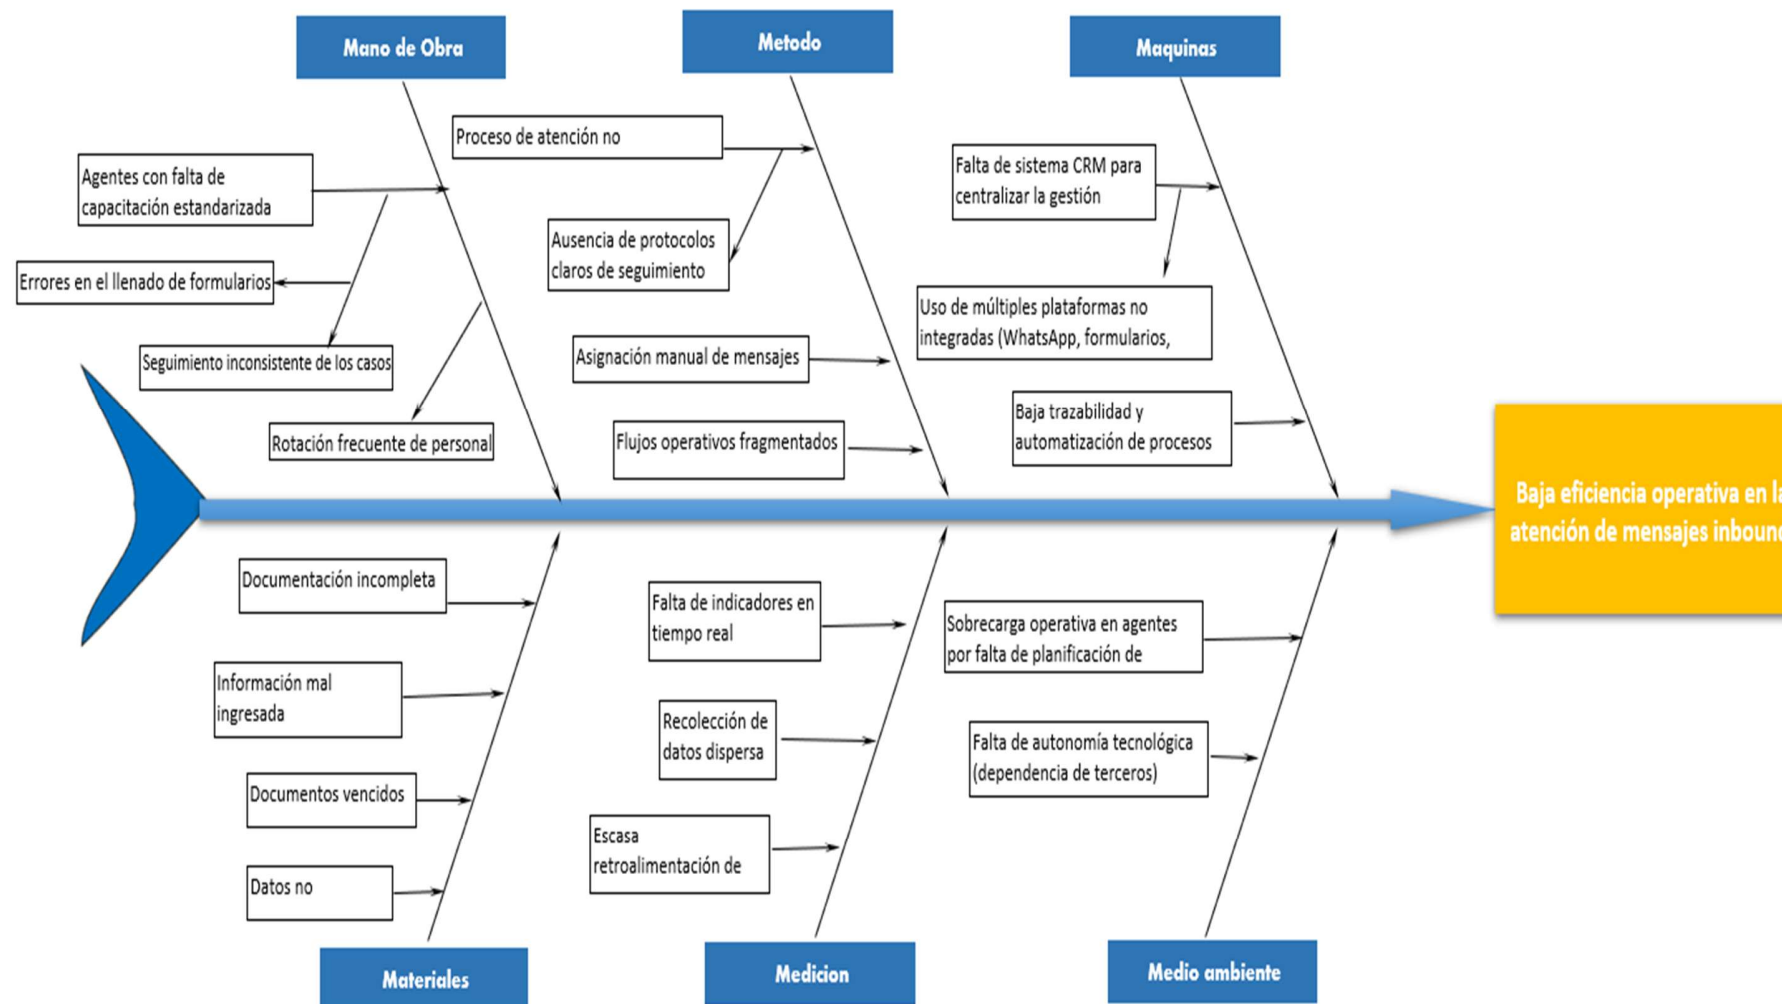 Mano de Obra
Metodo
Maquinas
Agentes con falta de
capacitación estandarizada
Errores en el llenado de formularios
Seguimiento inconsistente de los casos
Rotación frecuente de personal
Proceso de atención no
Ausencia de protocolos
claros de seguimiento
Asignación manual de mensajes
Flujos operativos fragmentados
Falta de sistema CRM para
centralizar la gestión
Uso de múltiples plataformas no
integradas (WhatsApp, formularios,
Baja trazabilidad y
automatización de procesos
Baja eficiencia operativa en la
atención de mensajes inbound
Documentación incompleta
Información mal
ingresada
Documentos vencidos
Datos no
Falta de indicadores en
tiempo real
Recolección de
datos dispersa
Escasa
retroalimentación de
Sobrecarga operativa en agentes
por falta de planificación de
Falta de autonomía tecnológica
(dependencia de terceros)
Materiales
Medicion
Medio ambiente